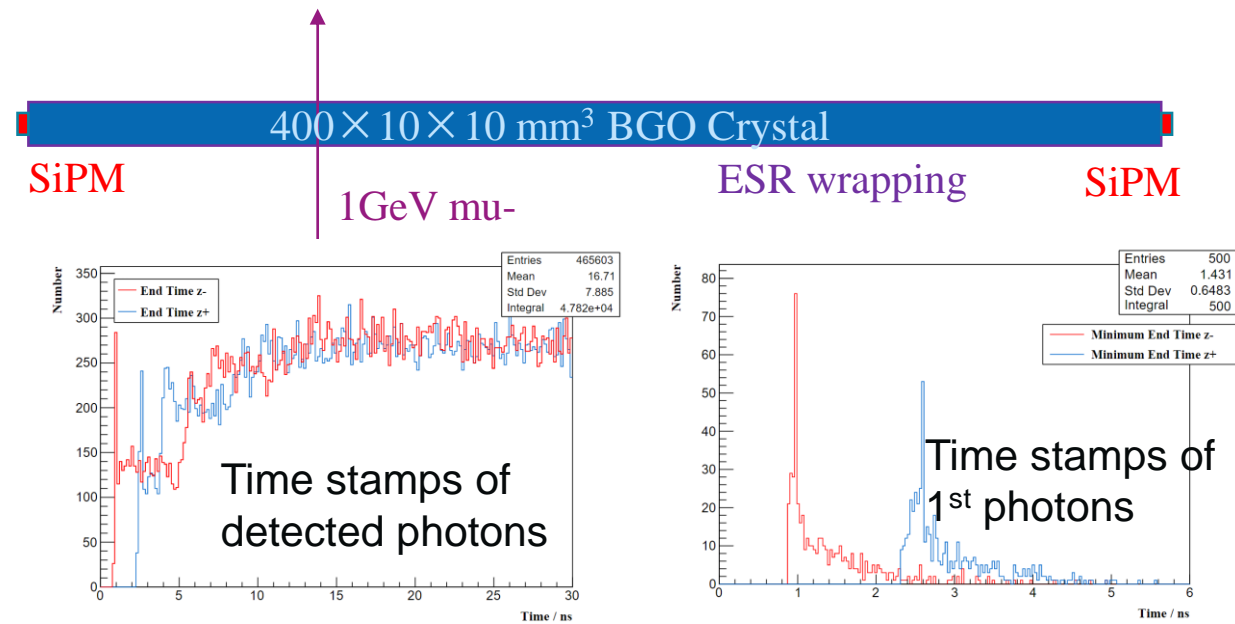 400×10×10 mm³ BGO Crystal
SiPM
ESR wrapping
SiPM
1GeV mu-
Number
350
300
250
200
150
100
50
0
End Time z-
End Time z+
Entries 465603
Mean 16.71
Std Dev 7.885
Integral 4.782e+04
Time stamps of
detected photons
0 5 10 15 20 25 30
Time / ns
Number
80
70
60
50
40
30
20
10
0
Entries 500
Mean 1.431
Std Dev 0.6483
Integral 500
Minimum End Time z-
Minimum End Time z+
Time stamps of
1st photons
0 1 2 3 4 5 6
Time / ns